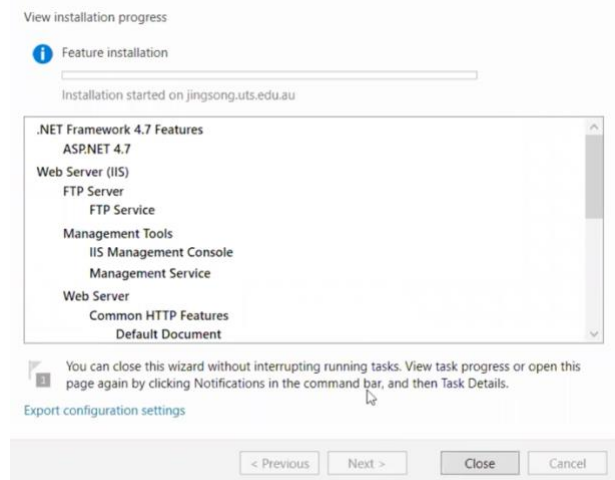 View installation progress
Feature installation
Installation started on jingsong.uts.edu.au
.NET Framework 4.7 Features
ASP.NET 4.7
Web Server (IIS)
FTP Server
FTP Service
Management Tools
IIS Management Console
Management Service
Web Server
Common HTTP Features
Default Document
1
You can close this wizard without interrupting running tasks. View task progress or open this
page again by clicking Notifications in the command bar, and then Task Details.
Export configuration settings
< Previous Next > Close Cancel